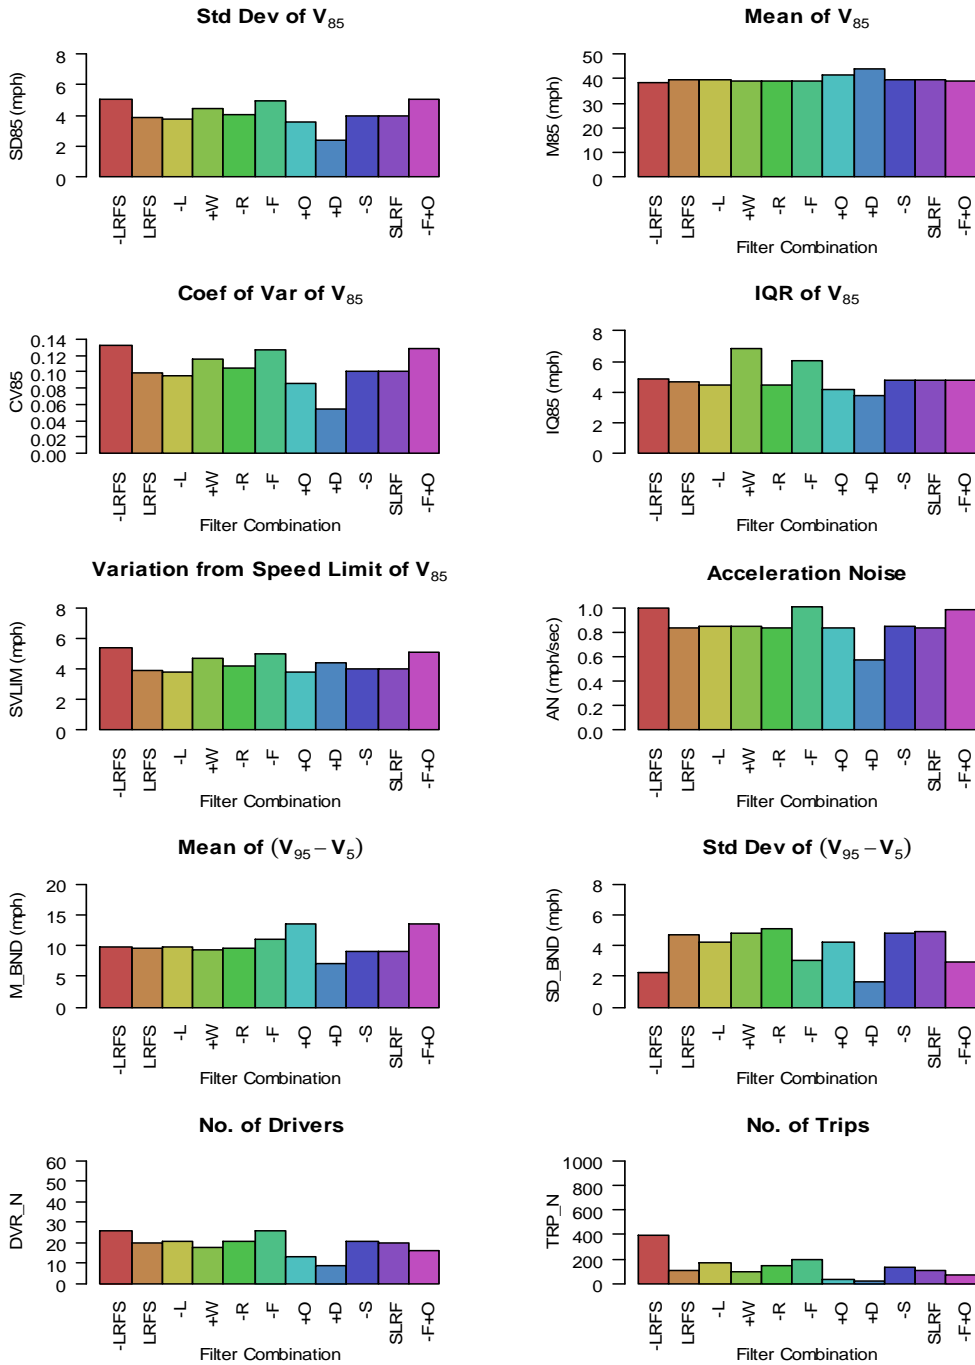 Std Dev of V85
SD85 (mph)
8
6
4
2
0
-LRFS LRFS -L +W -R -F +O +D -S SLRF -F+O
Mean of V85
M85 (mph)
50
40
30
20
10
0
-LRFS LRFS -L +W -R -F +O +D -S SLRF -F+O
Filter Combination
Coef of Var of V85
CV85
0.14
0.12
0.10
0.08
0.06
0.04
0.02
0.00
-LRFS LRFS -L +W -R -F +O +D -S SLRF -F+O
Filter Combination
IQR of V85
IQ85 (mph)
8
6
4
2
0
-LRFS LRFS -L +W -R -F +O +D -S SLRF -F+O
Filter Combination
Variation from Speed Limit of V85
SVLIM (mph)
8
6
4
2
0
-LRFS LRFS -L +W -R -F +O +D -S SLRF -F+O
Filter Combination
Acceleration Noise
AN (mph/sec)
1.0
0.8
0.6
0.4
0.2
0.0
-LRFS LRFS -L +W -R -F +O +D -S SLRF -F+O
Filter Combination
Mean of (V95 – V5)
M_BND (mph)
20
15
10
5
0
-LRFS LRFS -L +W -R -F +O +D -S SLRF -F+O
Filter Combination
Std Dev of (V95 – V5)
SD_BND (mph)
8
6
4
2
0
-LRFS LRFS -L +W -R -F +O +D -S SLRF -F+O
Filter Combination
No. of Drivers
DVR_N
60
50
40
30
20
10
0
-LRFS LRFS -L +W -R -F +O +D -S SLRF -F+O
Filter Combination
No. of Trips
TRP_N
1000
800
600
400
200
0
-LRFS LRFS -L +W -R -F +O +D -S SLRF -F+O
Filter Combination